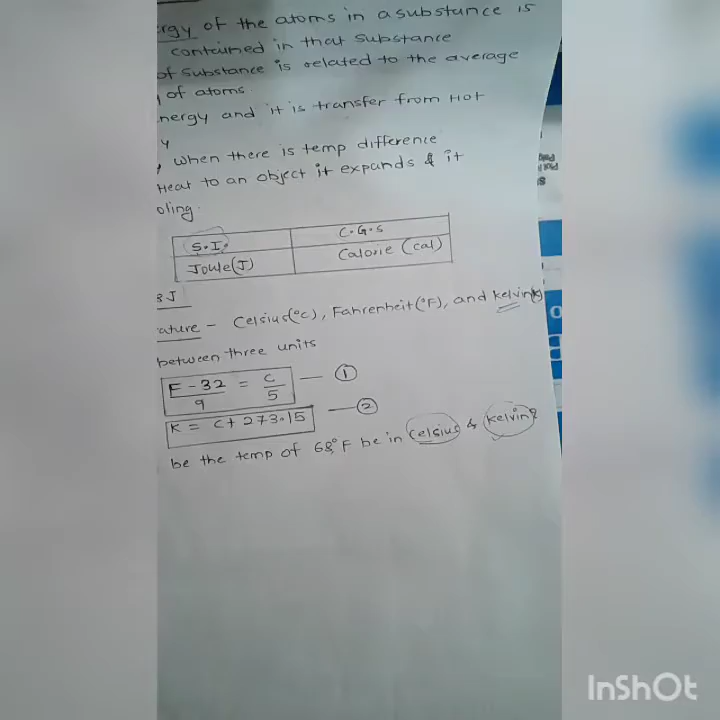 rgy of the atoms in a substance is
contained in that substance
of substance is related to the average
of atoms.
nergy and it is transfer from Hot
y
, when there is temp difference
Heat to an object it expands & it
oling.
S.I. C.G.S
Joule(J) Calorie (cal)
8 J
ature – Celsius(°C), Fahrenheit(°F), and kelvin(k)
between three units
F - 32 / 9 = C / 5 — 1
K = C + 273.15 — 2
be the temp of 68°F be in celsius & kelvin?
InShOt